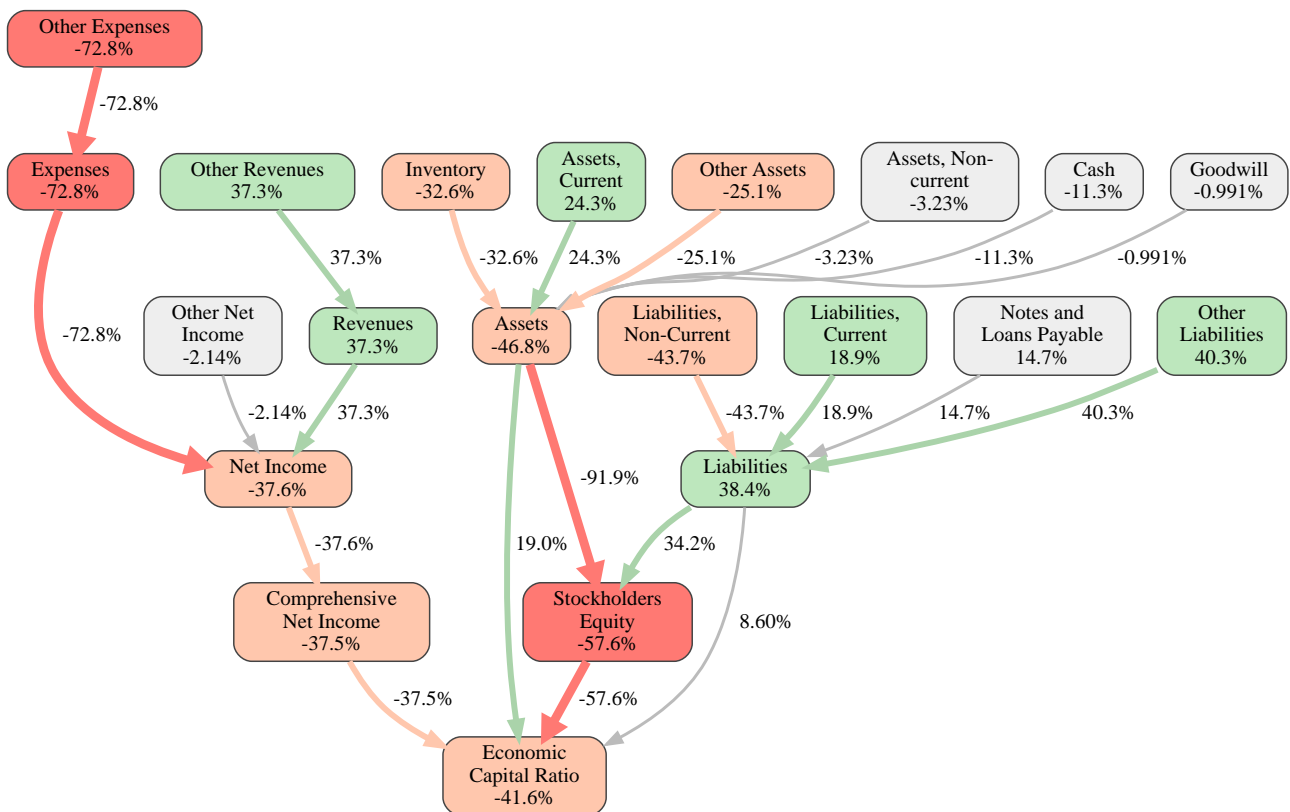 Other Expenses
-72.8%
-72.8%
Expenses
-72.8%
Other Revenues
37.3%
Inventory
-32.6%
Assets,
Current
24.3%
Other Assets
-25.1%
Assets, Non-
current
-3.23%
Cash
-11.3%
Goodwill
-0.991%
37.3%
-32.6%
24.3%
-25.1%
-3.23%
-11.3%
-0.991%
-72.8%
Other Net
Income
-2.14%
Revenues
37.3%
Assets
-46.8%
Liabilities,
Non-Current
-43.7%
Liabilities,
Current
18.9%
Notes and
Loans Payable
14.7%
Other
Liabilities
40.3%
-2.14%
37.3%
-43.7%
18.9%
14.7%
40.3%
Net Income
-37.6%
-91.9%
Liabilities
38.4%
-37.6%
19.0%
34.2%
Comprehensive
Net Income
-37.5%
Stockholders
Equity
-57.6%
8.60%
-37.5%
-57.6%
Economic
Capital Ratio
-41.6%